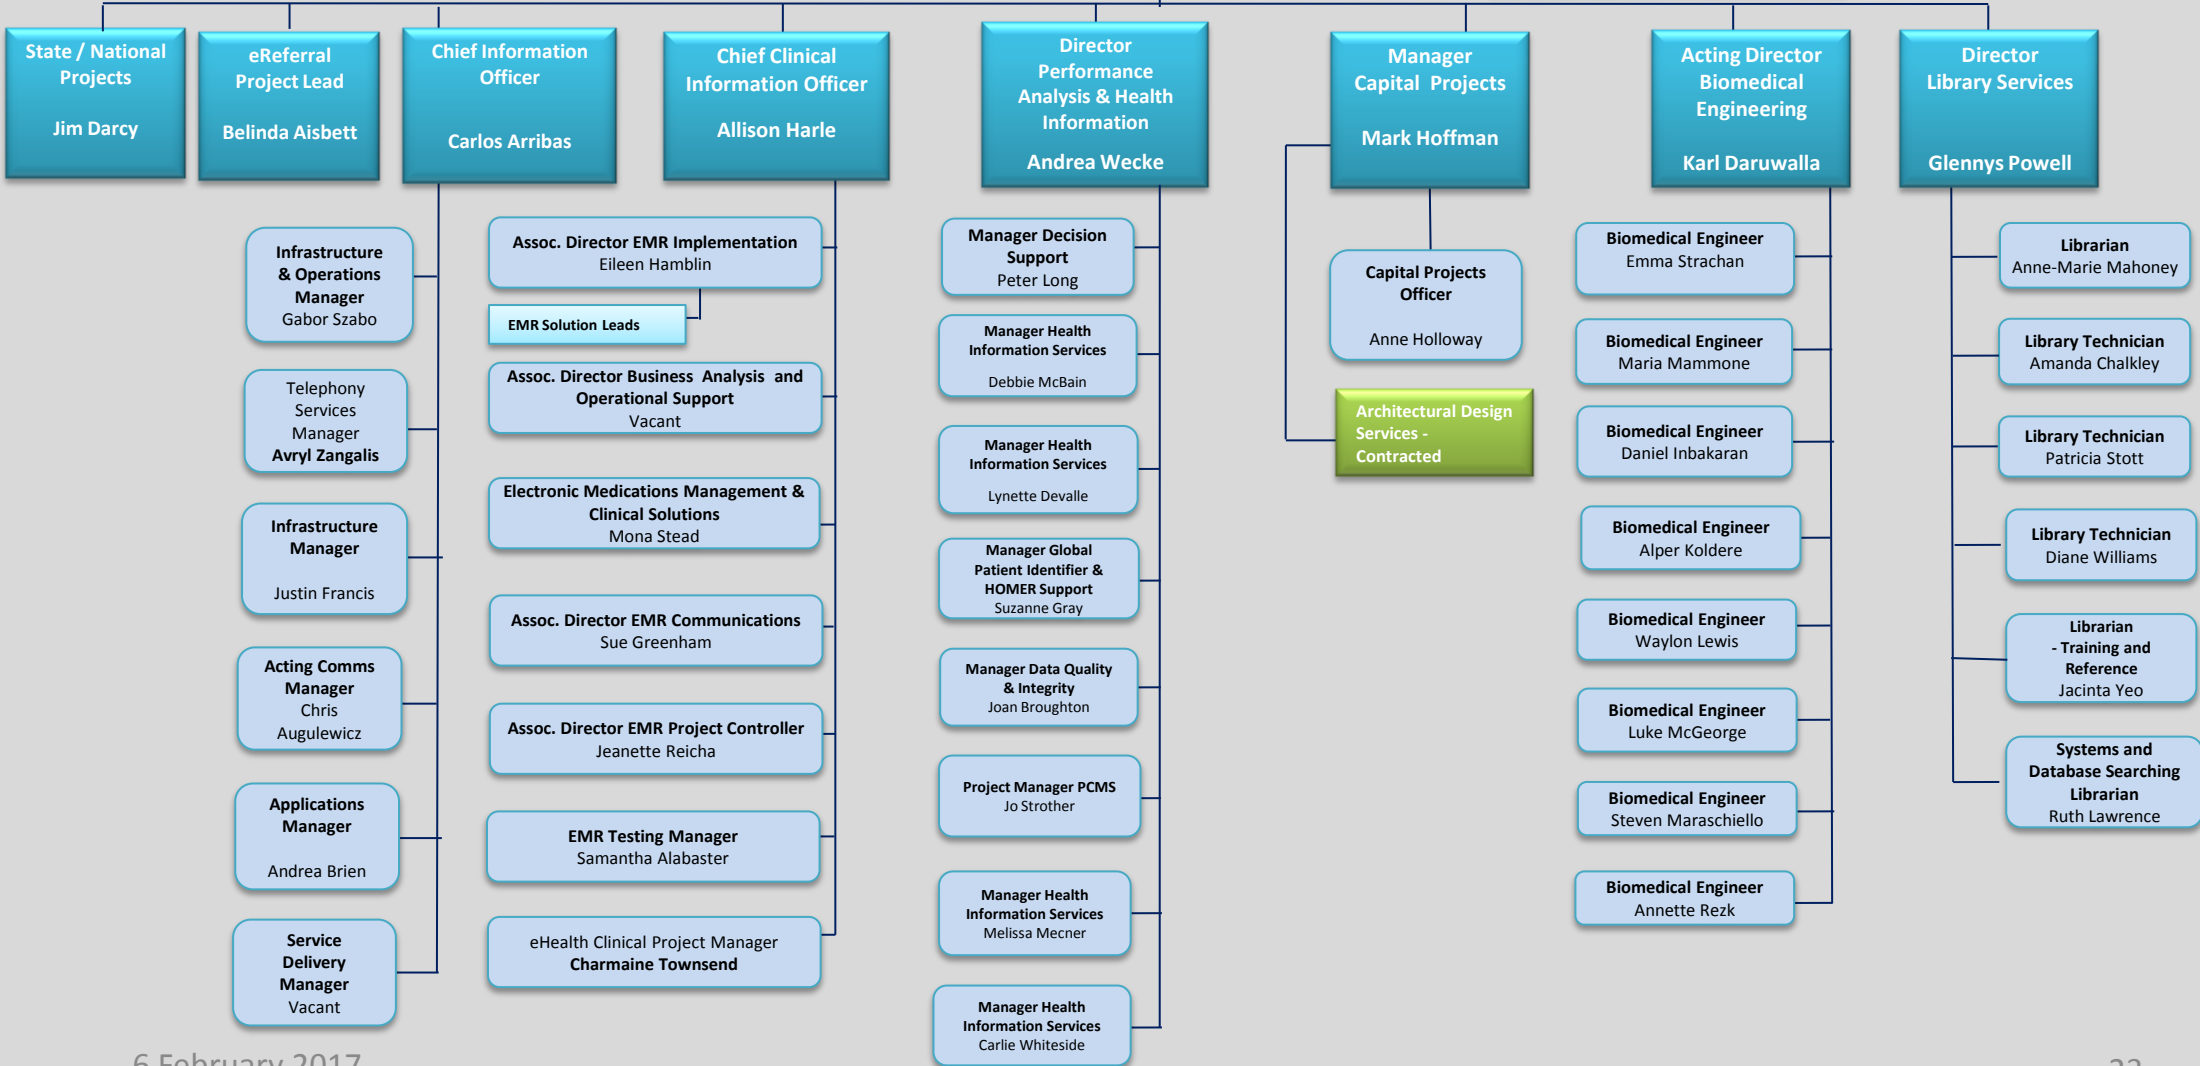 State / National
Projects
Jim Darcy
eReferral
Project Lead
Belinda Aisbett
Chief Information
Officer
Carlos Arribas
Chief Clinical
Information Officer
Allison Harle
Director
Performance
Analysis & Health
Information
Andrea Wecke
Manager
Capital Projects
Mark Hoffman
Acting Director
Biomedical
Engineering
Karl Daruwalla
Director
Library Services
Glennys Powell
Infrastructure
& Operations
Manager
Gabor Szabo
Telephony
Services
Manager
Avryl Zangalis
Infrastructure
Manager
Justin Francis
Acting Comms
Manager
Chris
Augulewicz
Applications
Manager
Andrea Brien
Service
Delivery
Manager
Vacant
Assoc. Director EMR Implementation
Eileen Hamblin
EMR Solution Leads
Assoc. Director Business Analysis and
Operational Support
Vacant
Electronic Medications Management &
Clinical Solutions
Mona Stead
Assoc. Director EMR Communications
Sue Greenham
Assoc. Director EMR Project Controller
Jeanette Reicha
EMR Testing Manager
Samantha Alabaster
eHealth Clinical Project Manager
Charmaine Townsend
Manager Decision
Support
Peter Long
Manager Health
Information Services
Debbie McBain
Manager Health
Information Services
Lynette Devalle
Manager Global
Patient Identifier &
HOMER Support
Suzanne Gray
Manager Data Quality
& Integrity
Joan Broughton
Project Manager PCMS
Jo Strother
Manager Health
Information Services
Melissa Mecner
Manager Health
Information Services
Carlie Whiteside
Capital Projects
Officer
Anne Holloway
Architectural Design
Services -
Contracted
Biomedical Engineer
Emma Strachan
Biomedical Engineer
Maria Mammone
Biomedical Engineer
Daniel Inbakaran
Biomedical Engineer
Alper Koldere
Biomedical Engineer
Waylon Lewis
Biomedical Engineer
Luke McGeorge
Biomedical Engineer
Steven Maraschiello
Biomedical Engineer
Annette Rezk
Librarian
Anne-Marie Mahoney
Library Technician
Amanda Chalkley
Library Technician
Patricia Stott
Library Technician
Diane Williams
Librarian
- Training and
Reference
Jacinta Yeo
Systems and
Database Searching
Librarian
Ruth Lawrence
6 February 2017